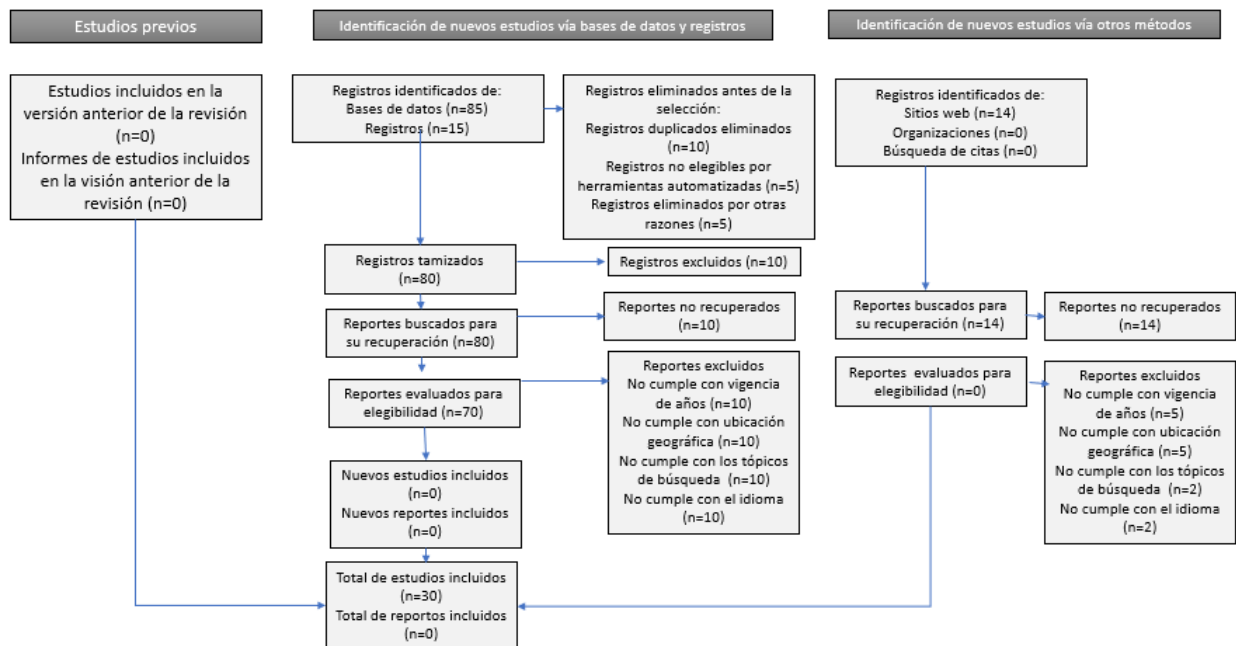 Estudios previos
Identificación de nuevos estudios vía bases de datos y registros
Identificación de nuevos estudios vía otros métodos
Estudios incluidos en la
versión anterior de la revisión
(n=0)
Informes de estudios incluidos
en la visión anterior de la
revisión (n=0)
Registros identificados de:
Bases de datos (n=85)
Registros (n=15)
Registros eliminados antes de la
selección:
Registros duplicados eliminados
(n=10)
Registros no elegibles por
herramientas automatizadas (n=5)
Registros eliminados por otras
razones (n=5)
Registros identificados de:
Sitios web (n=14)
Organizaciones (n=0)
Búsqueda de citas (n=0)
Registros tamizados
(n=80)
Registros excluidos (n=10)
Reportes buscados para
su recuperación (n=80)
Reportes no recuperados
(n=10)
Reportes buscados para
su recuperación (n=14)
Reportes no recuperados
(n=14)
Reportes evaluados para
elegibilidad (n=70)
Reportes excluidos
No cumple con vigencia
de años (n=10)
No cumple con ubicación
geográfica (n=10)
No cumple con los tópicos
de búsqueda (n=10)
No cumple con el idioma
(n=10)
Reportes evaluados para
elegibilidad (n=0)
Reportes excluidos
No cumple con vigencia
de años (n=5)
No cumple con ubicación
geográfica (n=5)
No cumple con los tópicos
de búsqueda (n=2)
No cumple con el idioma
(n=2)
Nuevos estudios incluidos
(n=0)
Nuevos reportes incluidos
(n=0)
Total de estudios incluidos
(n=30)
Total de reportos incluidos
(n=0)